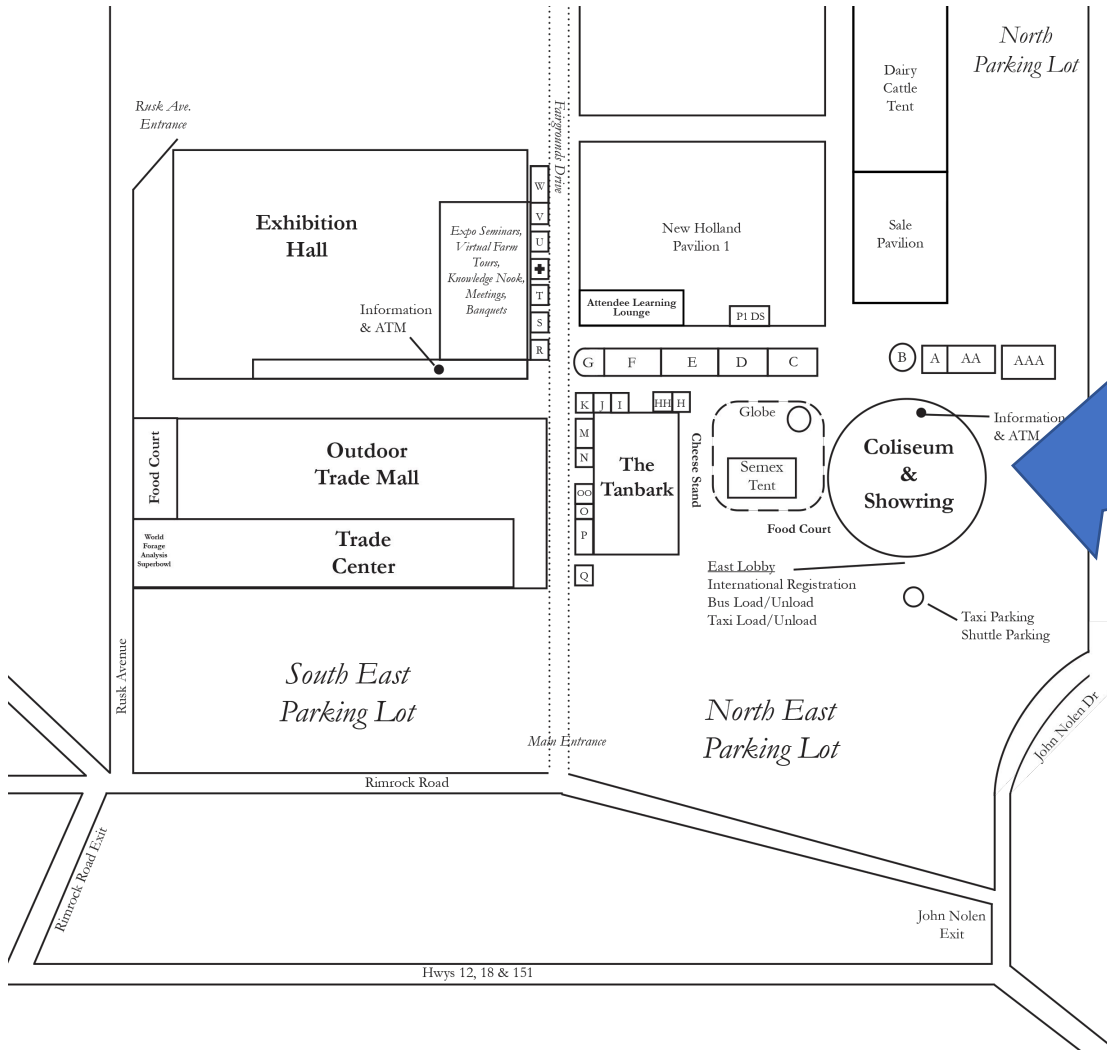 North
Parking Lot
Dairy
Cattle
Tent
Rusk Ave.
Entrance
Fairgrounds Drive
Exhibition
Hall
W
V
U
T
S
R
Expo Seminars,
Virtual Farm
Tours,
Knowledge Nook,
Meetings,
Banquets
New Holland
Pavilion 1
Sale
Pavilion
Information
& ATM
Attendee Learning
Lounge
P1 DS
G
F
E
D
C
B
A
AA
AAA
K
J
I
HH
H
Globe
Information
& ATM
M
N
OO
O
P
Q
Food Court
Outdoor
Trade Mall
The
Tanbark
Cheese Stand
Semex
Tent
Coliseum
&
Showring
Food Court
World
Forage
Analysis
Superbowl
Trade
Center
East Lobby
International Registration
Bus Load/Unload
Taxi Load/Unload
Taxi Parking
Shuttle Parking
Rusk Avenue
South East
Parking Lot
North East
Parking Lot
Main Entrance
John Nolen Dr
Rimrock Road
Rimrock Road Exit
John Nolen
Exit
Hwys 12, 18 & 151